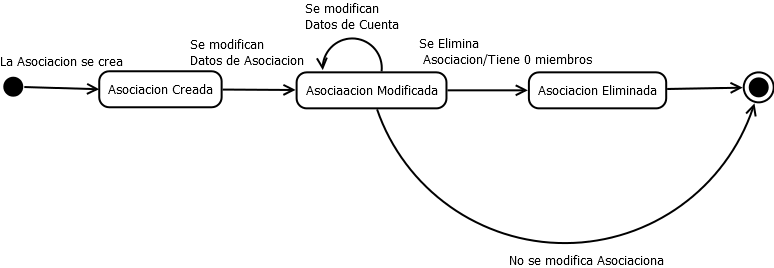 Se modifican
Datos de Cuenta
Se modifican
Datos de Asociacion
Se Elimina
Asociacion/Tiene 0 miembros
La Asociacion se crea
Asociacion Creada
Asociaacion Modificada
Asociacion Eliminada
No se modifica Asociaciona